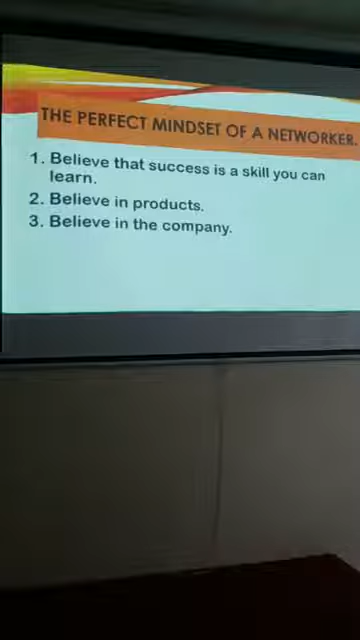 THE PERFECT MINDSET OF A NETWORKER.
1. Believe that success is a skill you can
learn.
2. Believe in products.
3. Believe in the company.